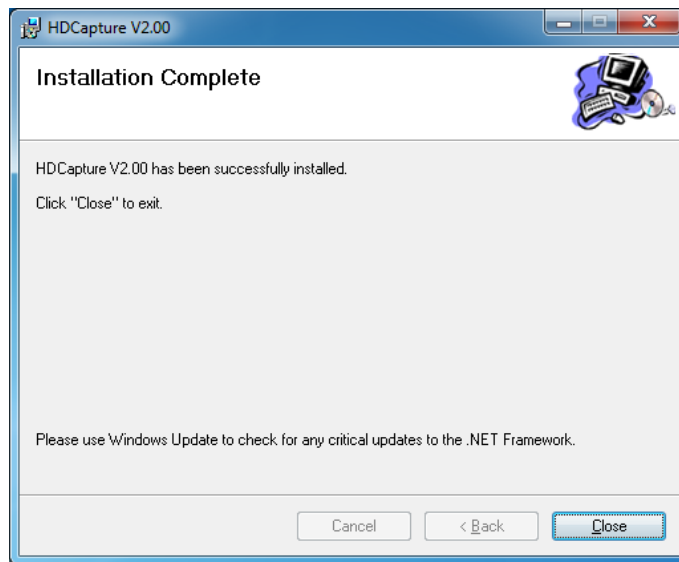 HDCapture V2.00
Installation Complete
HDCapture V2.00 has been successfully installed.
Click "Close" to exit.
Please use Windows Update to check for any critical updates to the .NET Framework.
Cancel
< Back
Close